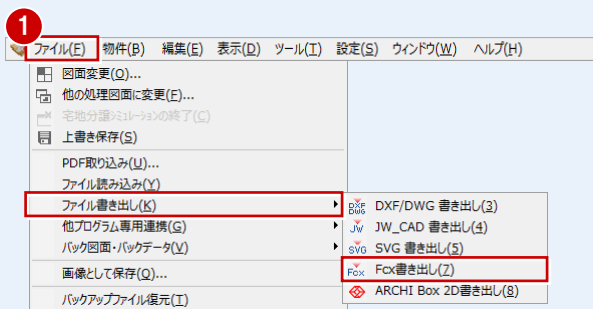 1
ファイル(F) 物件(B) 編集(E) 表示(D) ツール(T) 設定(S) ウィンドウ(W) ヘルプ(H)
図面変更(O)...
他の処理図面に変更(F)...
宅地分譲シミュレーションの終了(C)
上書き保存(S)
PDF取り込み(U)...
ファイル読み込み(Y)
ファイル書き出し(K)
他プログラム専用連携(G)
バック図面・バックデータ(V)
画像として保存(Q)...
バックアップファイル復元(T)
DXF DWG DXF/DWG 書き出し(3)
JW JW_CAD 書き出し(4)
SVG SVG 書き出し(5)
Fcx Fcx書き出し(7)
ARCHI Box 2D書き出し(8)